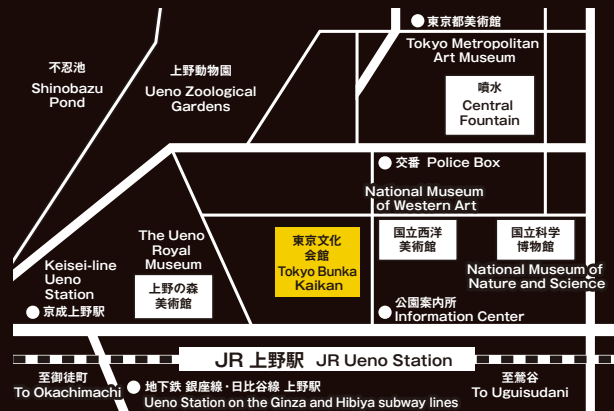 東京都美術館
Tokyo Metropolitan
Art Museum
不忍池
Shinobazu
Pond
上野動物園
Ueno Zoological
Gardens
噴水
Central
Fountain
交番 Police Box
National Museum
of Western Art
The Ueno
Royal
Museum
上野の森
美術館
東京文化
会館
Tokyo Bunka
Kaikan
国立西洋
美術館
国立科学
博物館
National Museum of
Nature and Science
Keisei-line
Ueno
Station
京成上野駅
公園案内所
Information Center
JR 上野駅 JR Ueno Station
至御徒町
To Okachimachi
地下鉄 銀座線・日比谷線 上野駅
Ueno Station on the Ginza and Hibiya subway lines
至鶯谷
To Uguisudani